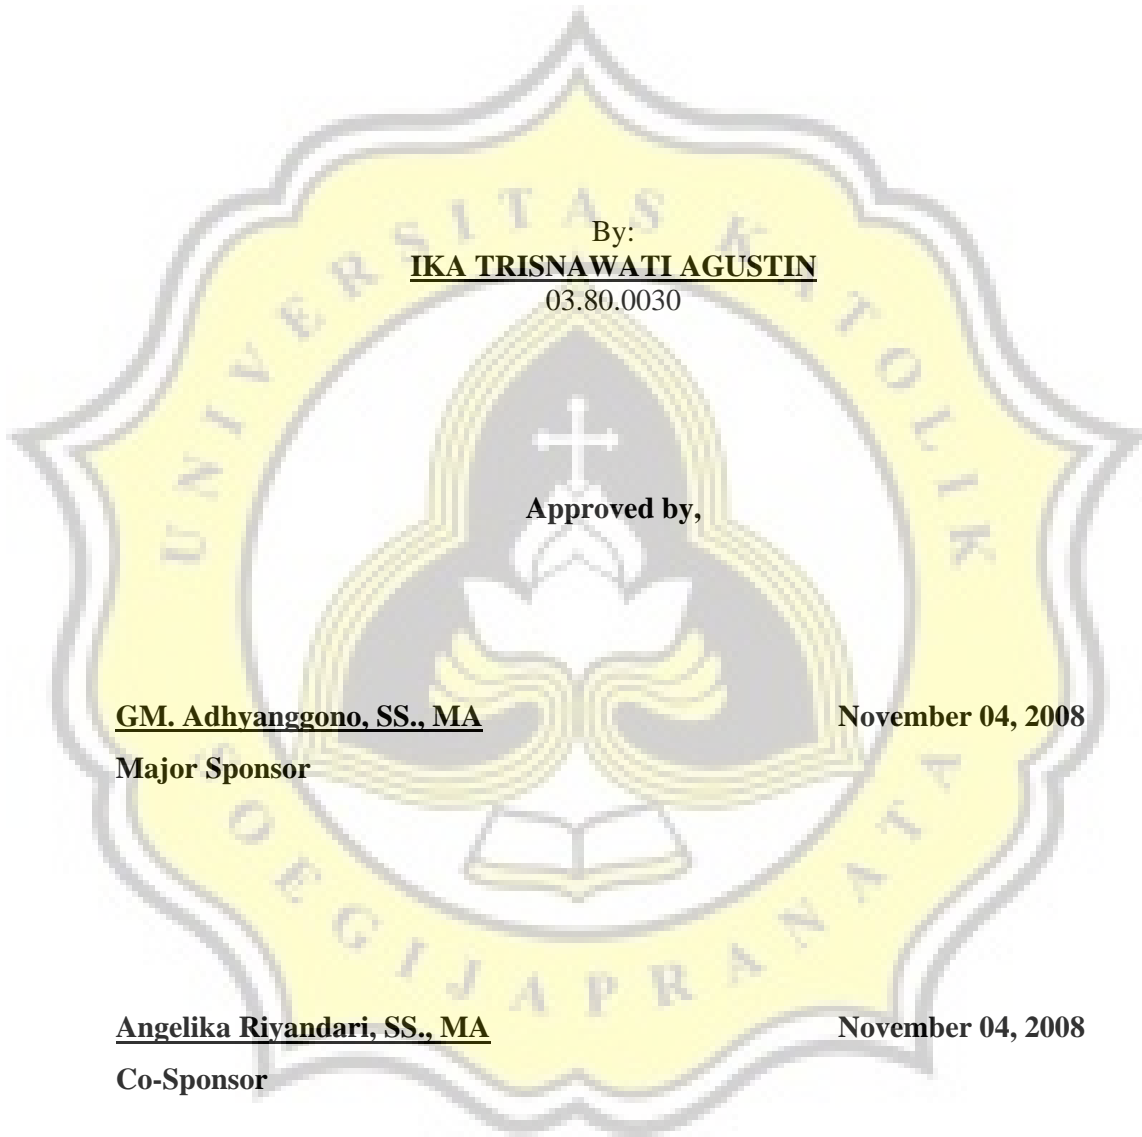 By:
IKA TRISNAWATI AGUSTIN
03.80.0030
Approved by,
GM. Adhyanggono, SS., MA November 04, 2008
Major Sponsor
Angelika Riyandari, SS., MA November 04, 2008
Co-Sponsor
UNIVERSITAS KATOLIK
SOEGIJAPRANATA